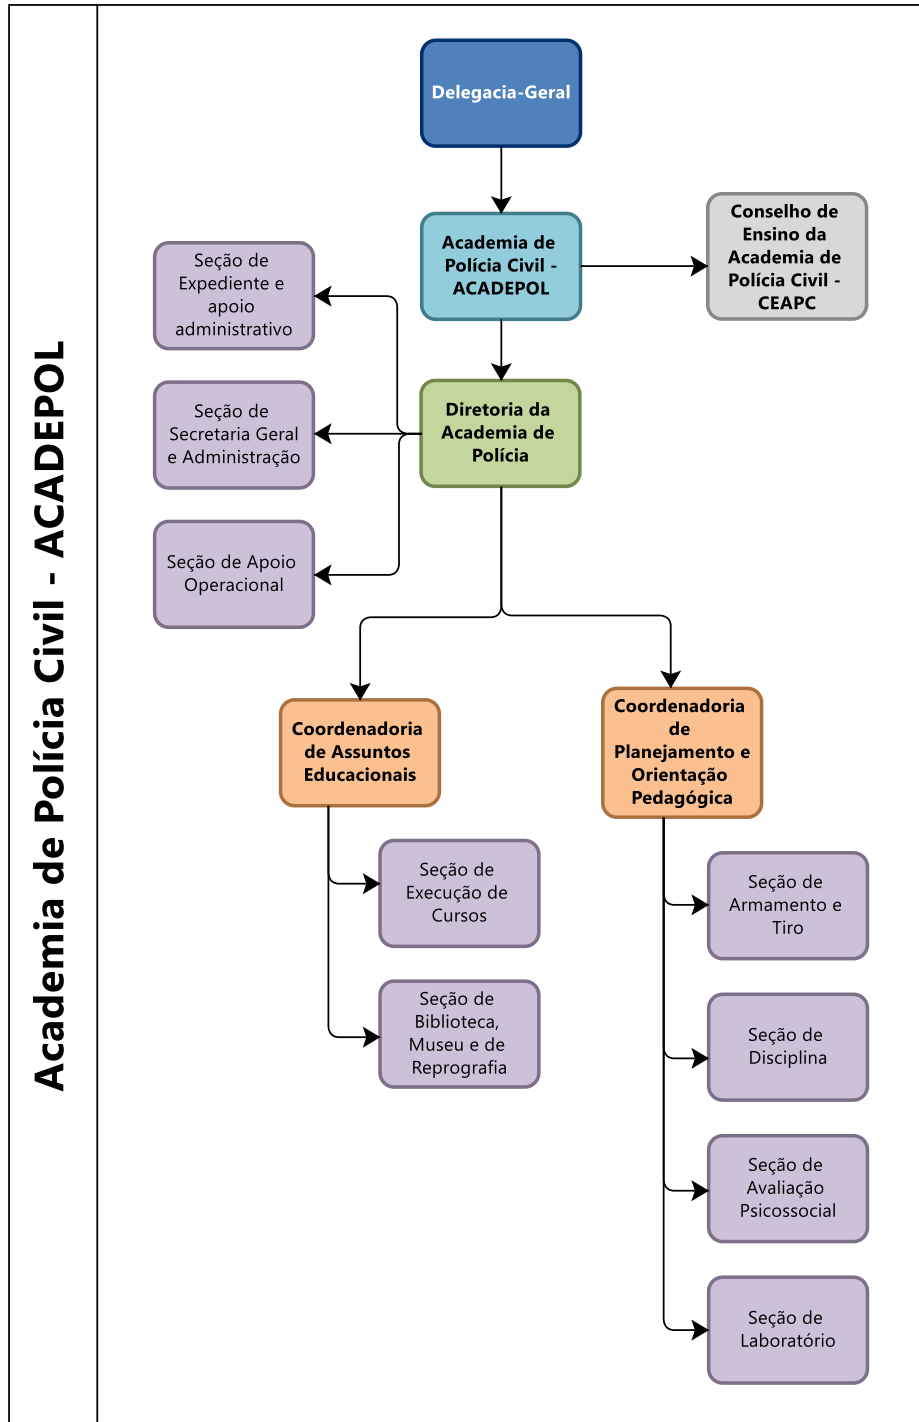 Academia de Polícia Civil - ACADEPOL
Delegacia-Geral
Academia de
Polícia Civil -
ACADEPOL
Conselho de
Ensino da
Academia de
Polícia Civil -
CEAPC
Seção de
Expediente e
apoio
administrativo
Diretoria da
Academia de
Polícia
Seção de
Secretaria Geral
e Administração
Seção de Apoio
Operacional
Coordenadoria
de Assuntos
Educacionais
Coordenadoria
de
Planejamento e
Orientação
Pedagógica
Seção de
Execução de
Cursos
Seção de
Biblioteca,
Museu e de
Reprografia
Seção de
Armamento e
Tiro
Seção de
Disciplina
Seção de
Avaliação
Psicossocial
Seção de
Laboratório